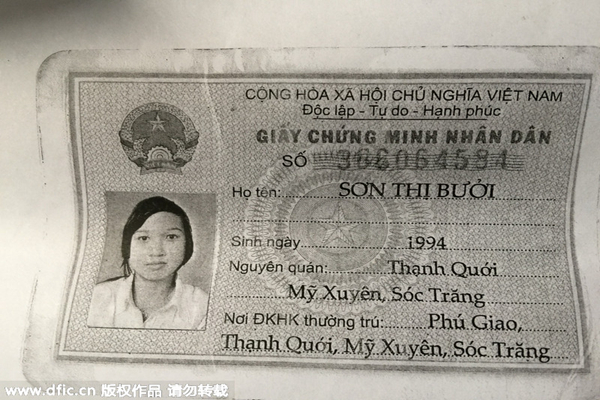 CỘNG HÒA XÃ HỘI CHỦ NGHĨA VIỆT NAM
Độc lập - Tự do - Hạnh phúc
GIẤY CHỨNG MINH NHÂN DÂN
SỐ
Họ tên: SƠN THỊ BƯỞI
Sinh ngày 1994
Nguyên quán: Thạnh Quới
Mỹ Xuyên, Sóc Trăng
Nơi ĐKHK thường trú: Phú Giao,
Thạnh Quới, Mỹ Xuyên, Sóc Trăng
www.dfic.cn 版权作品 请勿转载